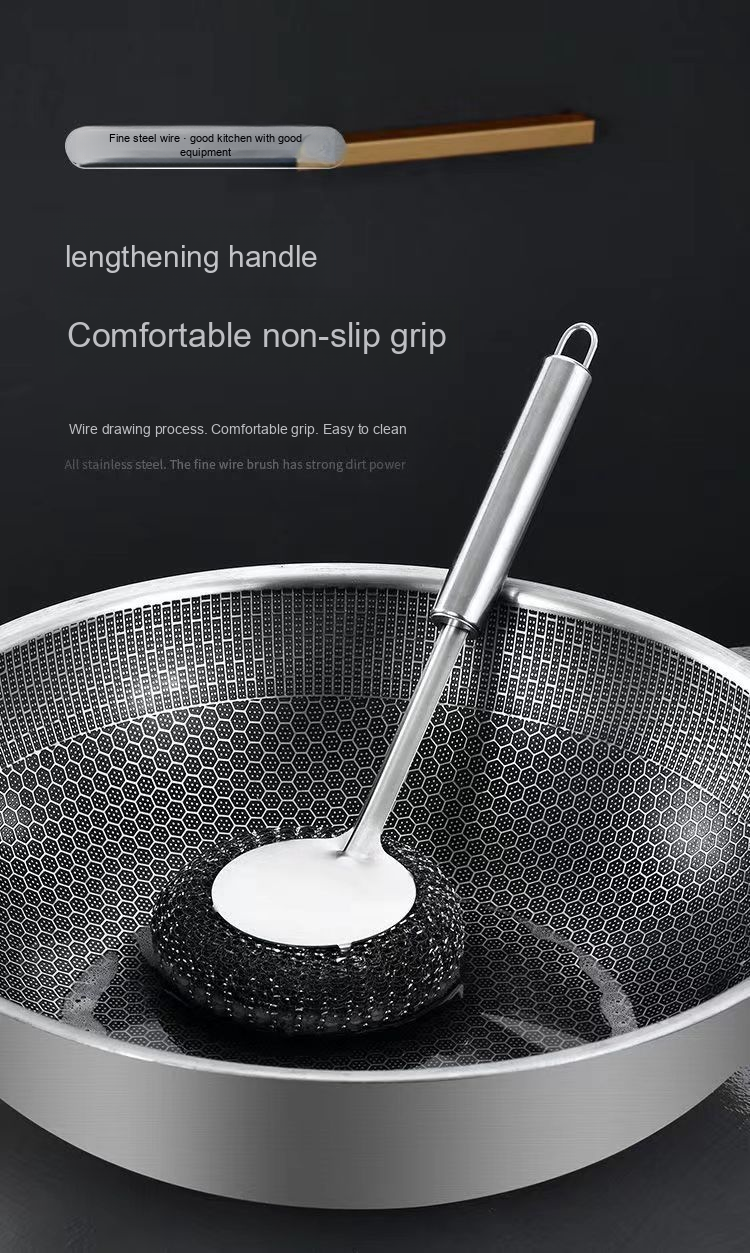 Fine steel wire · good kitchen with good
equipment
lengthening handle
Comfortable non-slip grip
Wire drawing process. Comfortable grip. Easy to clean
All stainless steel. The fine wire brush has strong dirt power